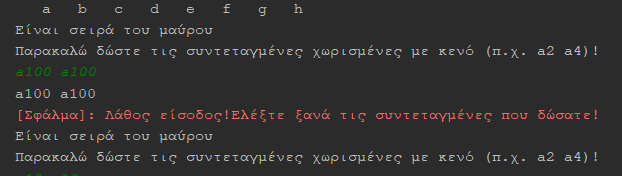 a b c d e f g h
Είναι σειρά του μαύρου
Παρακαλώ δώστε τις συντεταγμένες χωρισμένες με κενό (π.χ. a2 a4)!
a100 a100
a100 a100
[Σφάλμα]: Λάθος είσοδος!Ελέξτε ξανά τις συντεταγμένες που δώσατε!
Είναι σειρά του μαύρου
Παρακαλώ δώστε τις συντεταγμένες χωρισμένες με κενό (π.χ. a2 a4)!